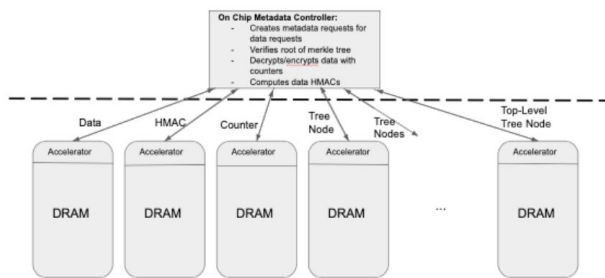 On Chip Metadata Controller:
- Creates metadata requests for
data requests
- Verifies root of merkle tree
- Decrypts/encrypts data with
counters
- Computes data HMACs
Data
HMAC
Counter
Tree
Node
Tree
Nodes
Top-Level
Tree Node
Accelerator
Accelerator
Accelerator
Accelerator
Accelerator
DRAM
DRAM
DRAM
DRAM
...
DRAM